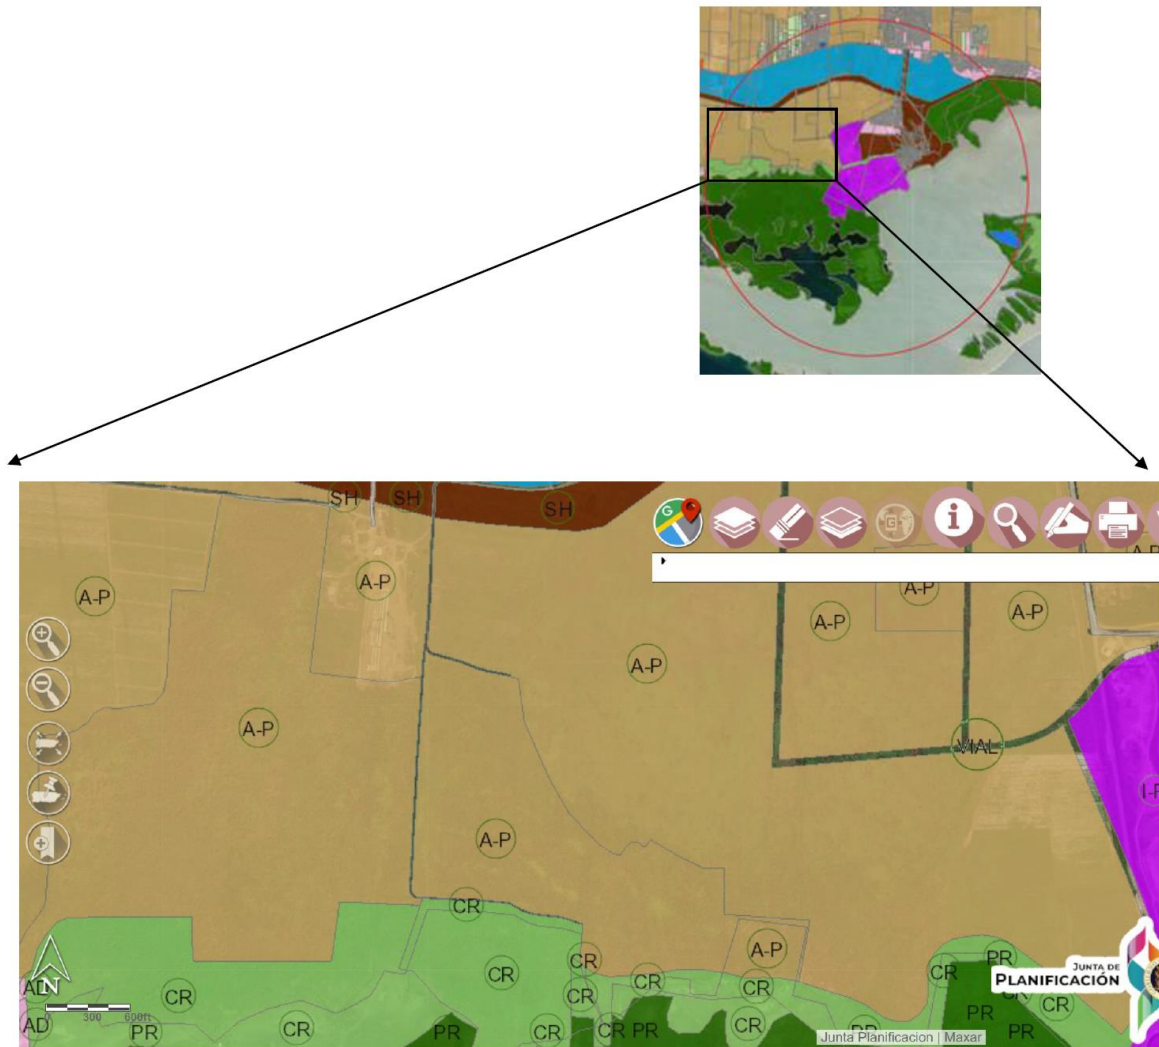 SH SH SH
G G
A-P
A-P A-P A-P A-P A-P
A-P
A-P
VIAL
A-P
CR
A-P
CR PR
AD CR CR CR CR CR CR
JUNTA DE
PLANIFICACIÓN
N
0 300 600ft
AD PR CR PR CR CR PR CR PR PR
Junta Planificacion | Maxar